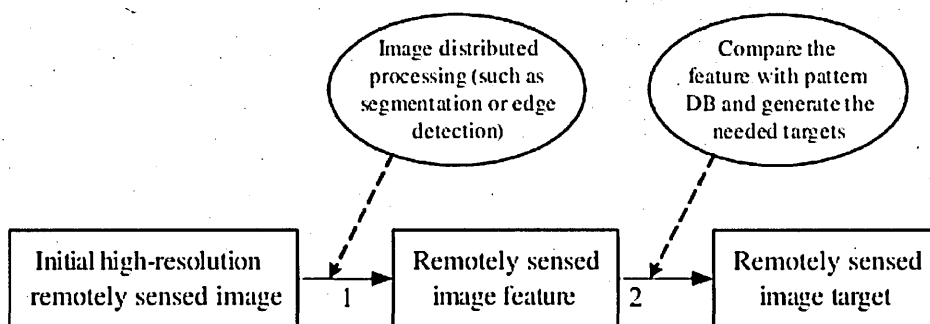 Image distributed
processing (such as
segmentation or edge
detection)
Compare the
feature with pattern
DB and generate the
needed targets
Initial high-resolution
remotely sensed image
1
Remotely sensed
image feature
2
Remotely sensed
image target